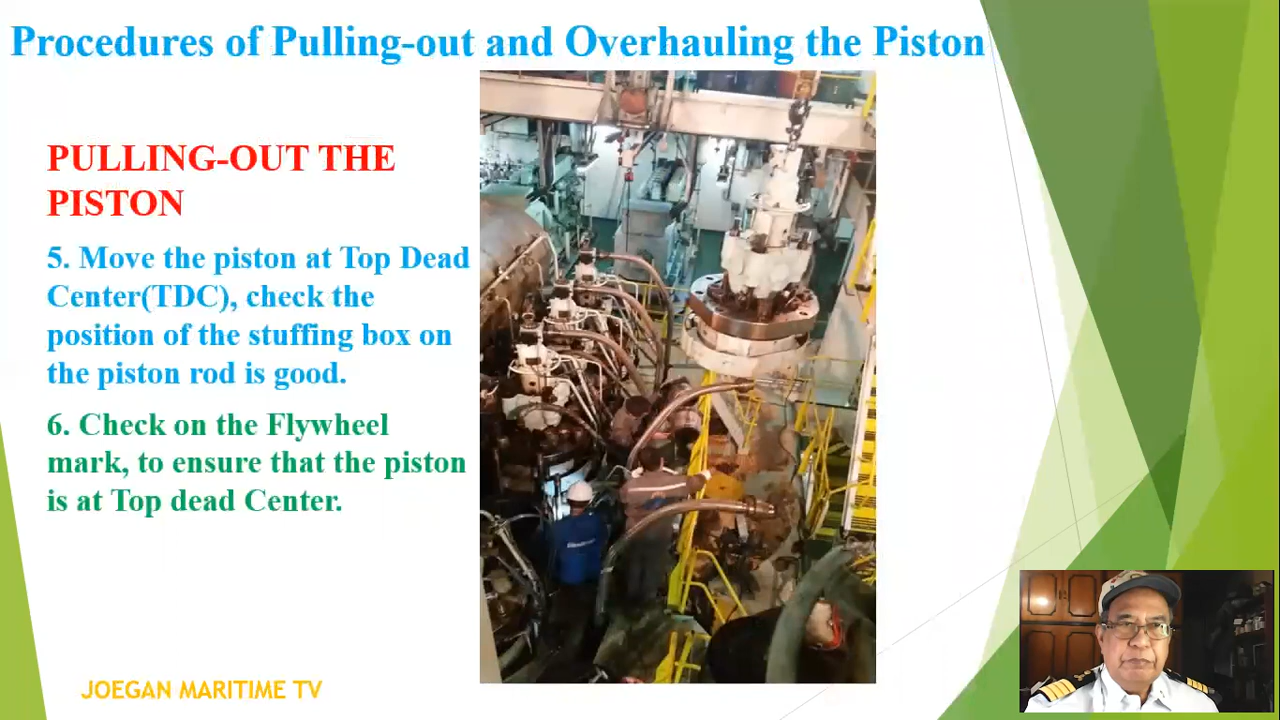 Procedures of Pulling-out and Overhauling the Piston
PULLING-OUT THE
PISTON
5. Move the piston at Top Dead
Center(TDC), check the
position of the stuffing box on
the piston rod is good.
6. Check on the Flywheel
mark, to ensure that the piston
is at Top dead Center.
JOEGAN MARITIME TV